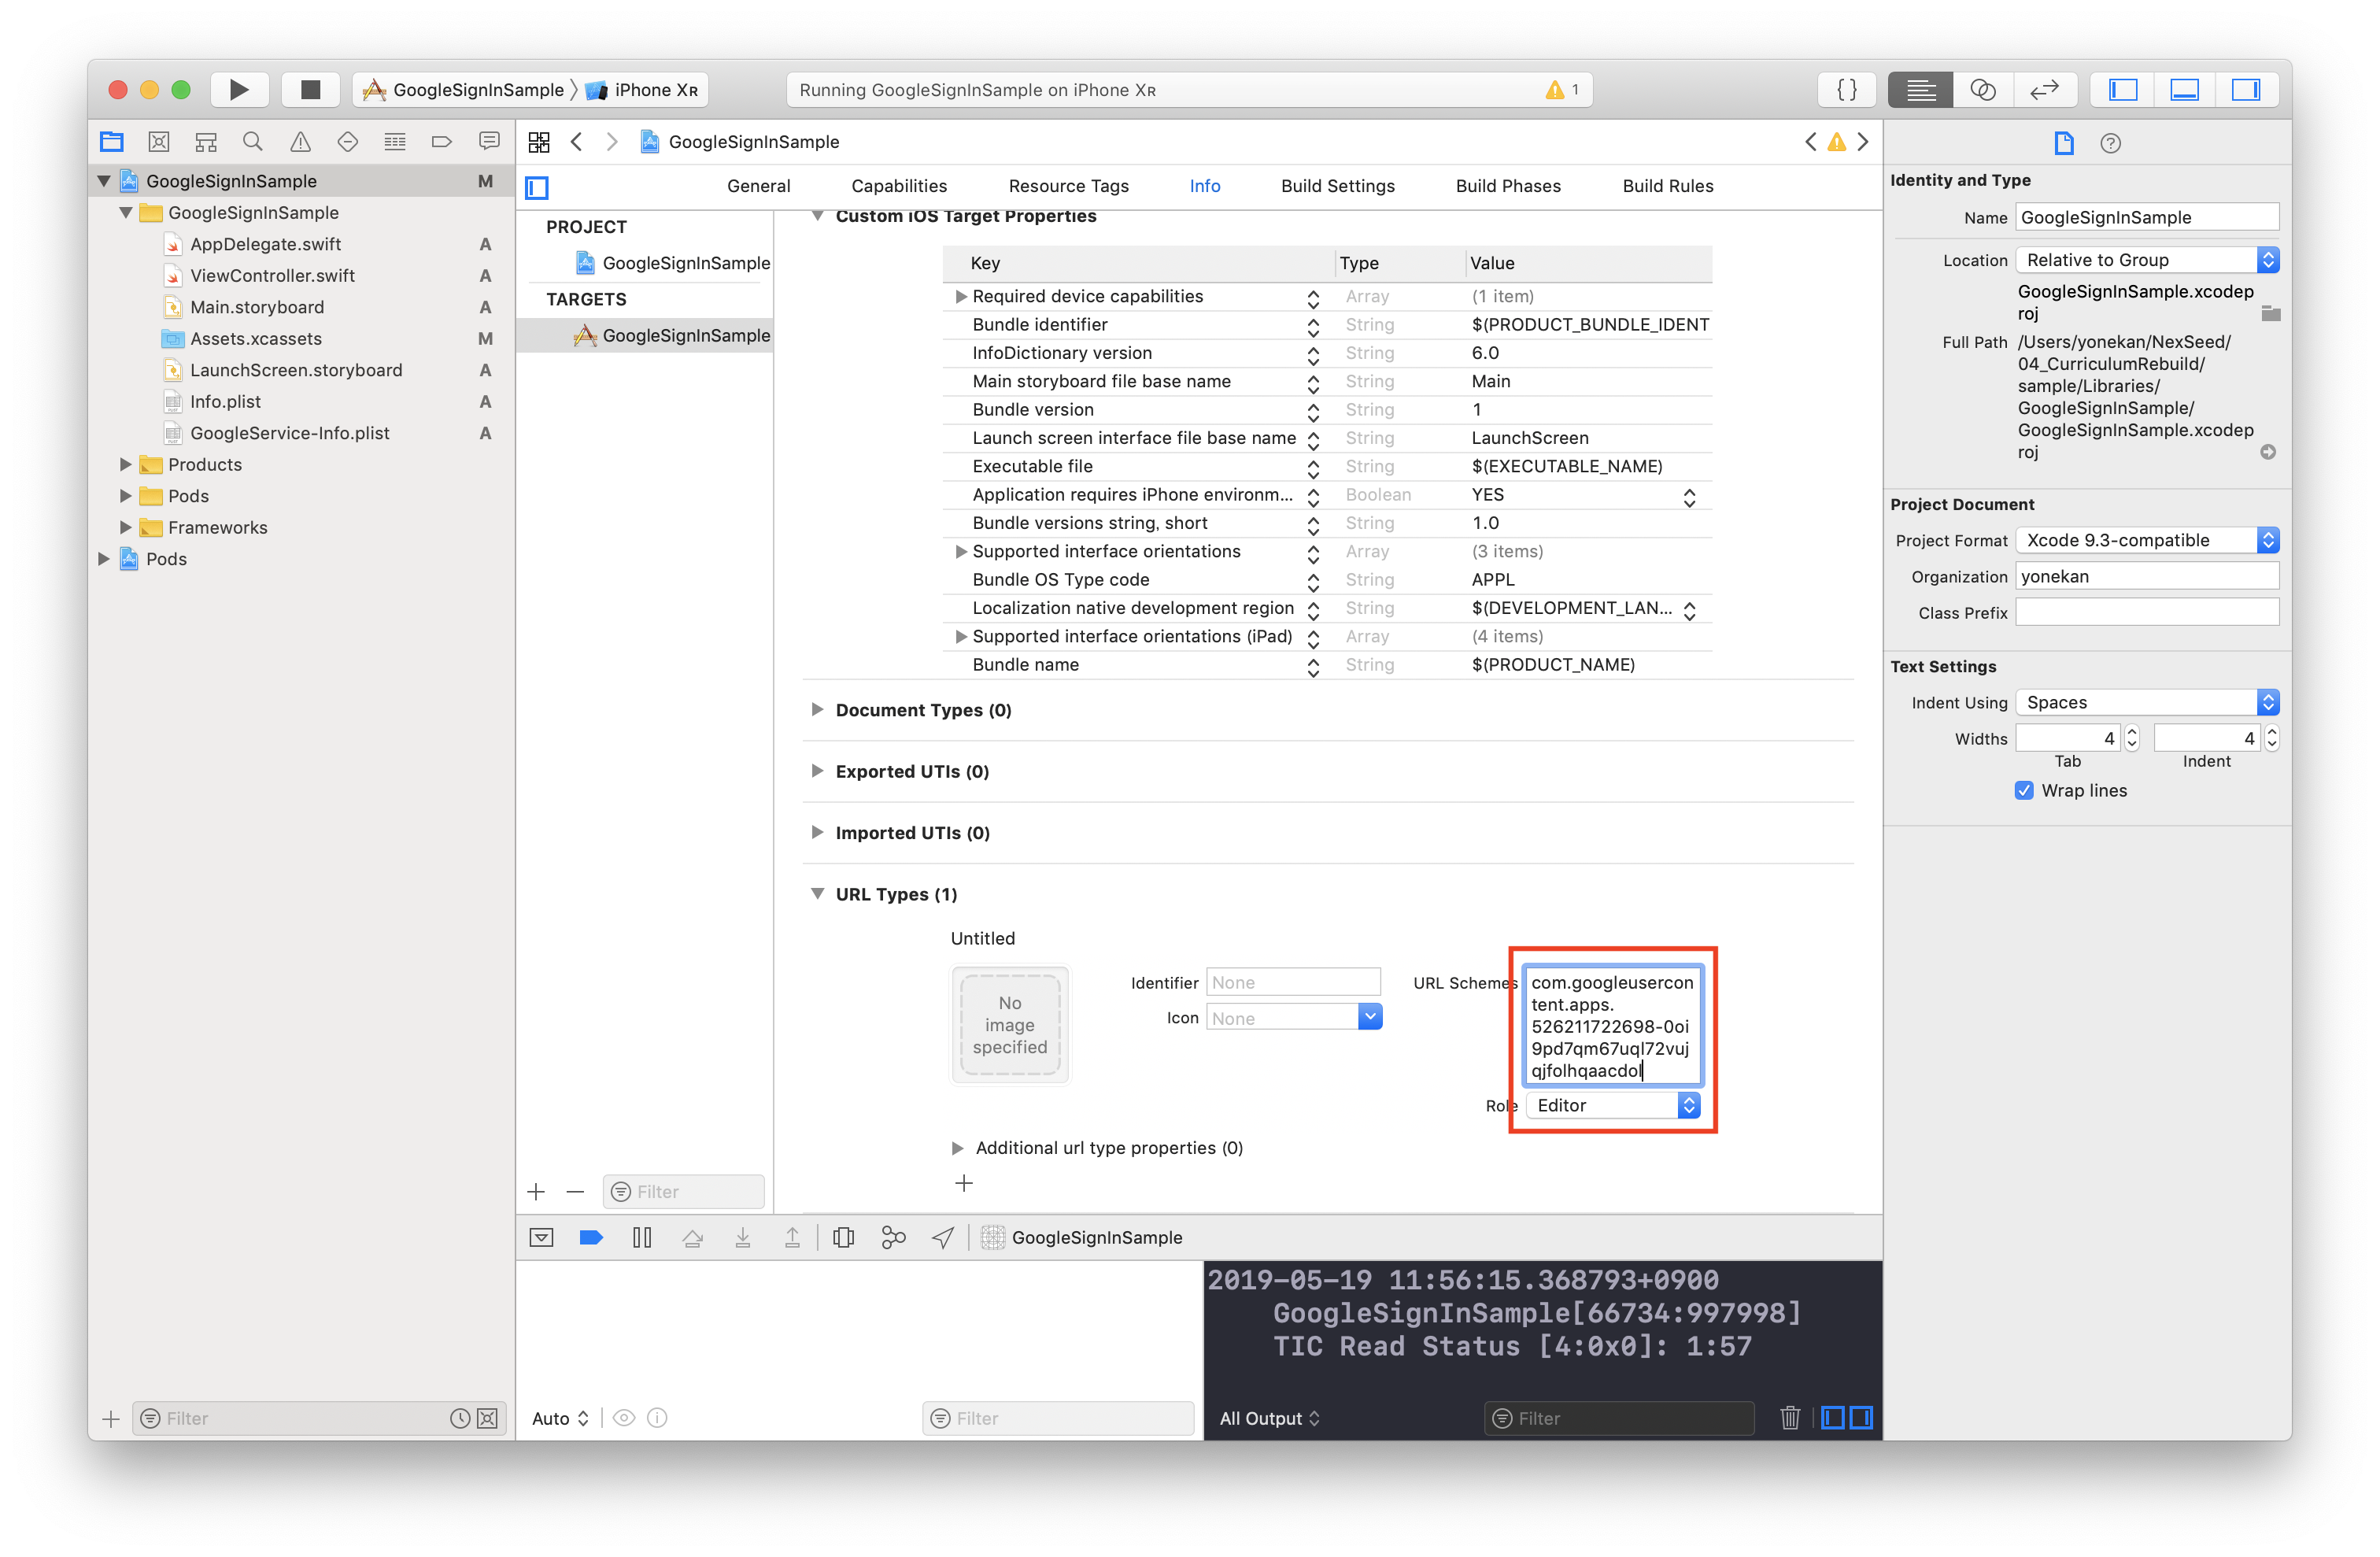 GoogleSignInSample 〉 iPhone Xʀ
Running GoogleSignInSample on iPhone Xʀ
1
GoogleSignInSample M
GoogleSignInSample
AppDelegate.swift A
ViewController.swift A
Main.storyboard A
Assets.xcassets M
LaunchScreen.storyboard A
Info.plist A
GoogleService-Info.plist A
Products
Pods
Frameworks
Pods
Filter
GoogleSignInSample
General Capabilities Resource Tags Info Build Settings Build Phases Build Rules
PROJECT
GoogleSignInSample
TARGETS
GoogleSignInSample
Filter
Custom iOS Target Properties
Key Type Value
Required device capabilities Array (1 item)
Bundle identifier String $(PRODUCT_BUNDLE_IDENT
InfoDictionary version String 6.0
Main storyboard file base name String Main
Bundle version String 1
Launch screen interface file base name String LaunchScreen
Executable file String $(EXECUTABLE_NAME)
Application requires iPhone environm... Boolean YES
Bundle versions string, short String 1.0
Supported interface orientations Array (3 items)
Bundle OS Type code String APPL
Localization native development region String $(DEVELOPMENT_LAN...
Supported interface orientations (iPad) Array (4 items)
Bundle name String $(PRODUCT_NAME)
Document Types (0)
Exported UTIs (0)
Imported UTIs (0)
URL Types (1)
Untitled
No
image
specified
Identifier None
Icon None
URL Schemes
com.googleusercon
tent.apps.
526211722698-0oi
9pd7qm67uql72vuj
qjfolhqaacdol
Role Editor
Additional url type properties (0)
GoogleSignInSample
2019-05-19 11:56:15.368793+0900
GoogleSignInSample[66734:997998]
TIC Read Status [4:0x0]: 1:57
Auto
Filter
All Output
Filter
Identity and Type
Name GoogleSignInSample
Location Relative to Group
GoogleSignInSample.xcodep
roj
Full Path /Users/yonekan/NexSeed/
04_CurriculumRebuild/
sample/Libraries/
GoogleSignInSample/
GoogleSignInSample.xcodep
roj
Project Document
Project Format Xcode 9.3-compatible
Organization yonekan
Class Prefix
Text Settings
Indent Using Spaces
Widths 4 4
Tab Indent
Wrap lines